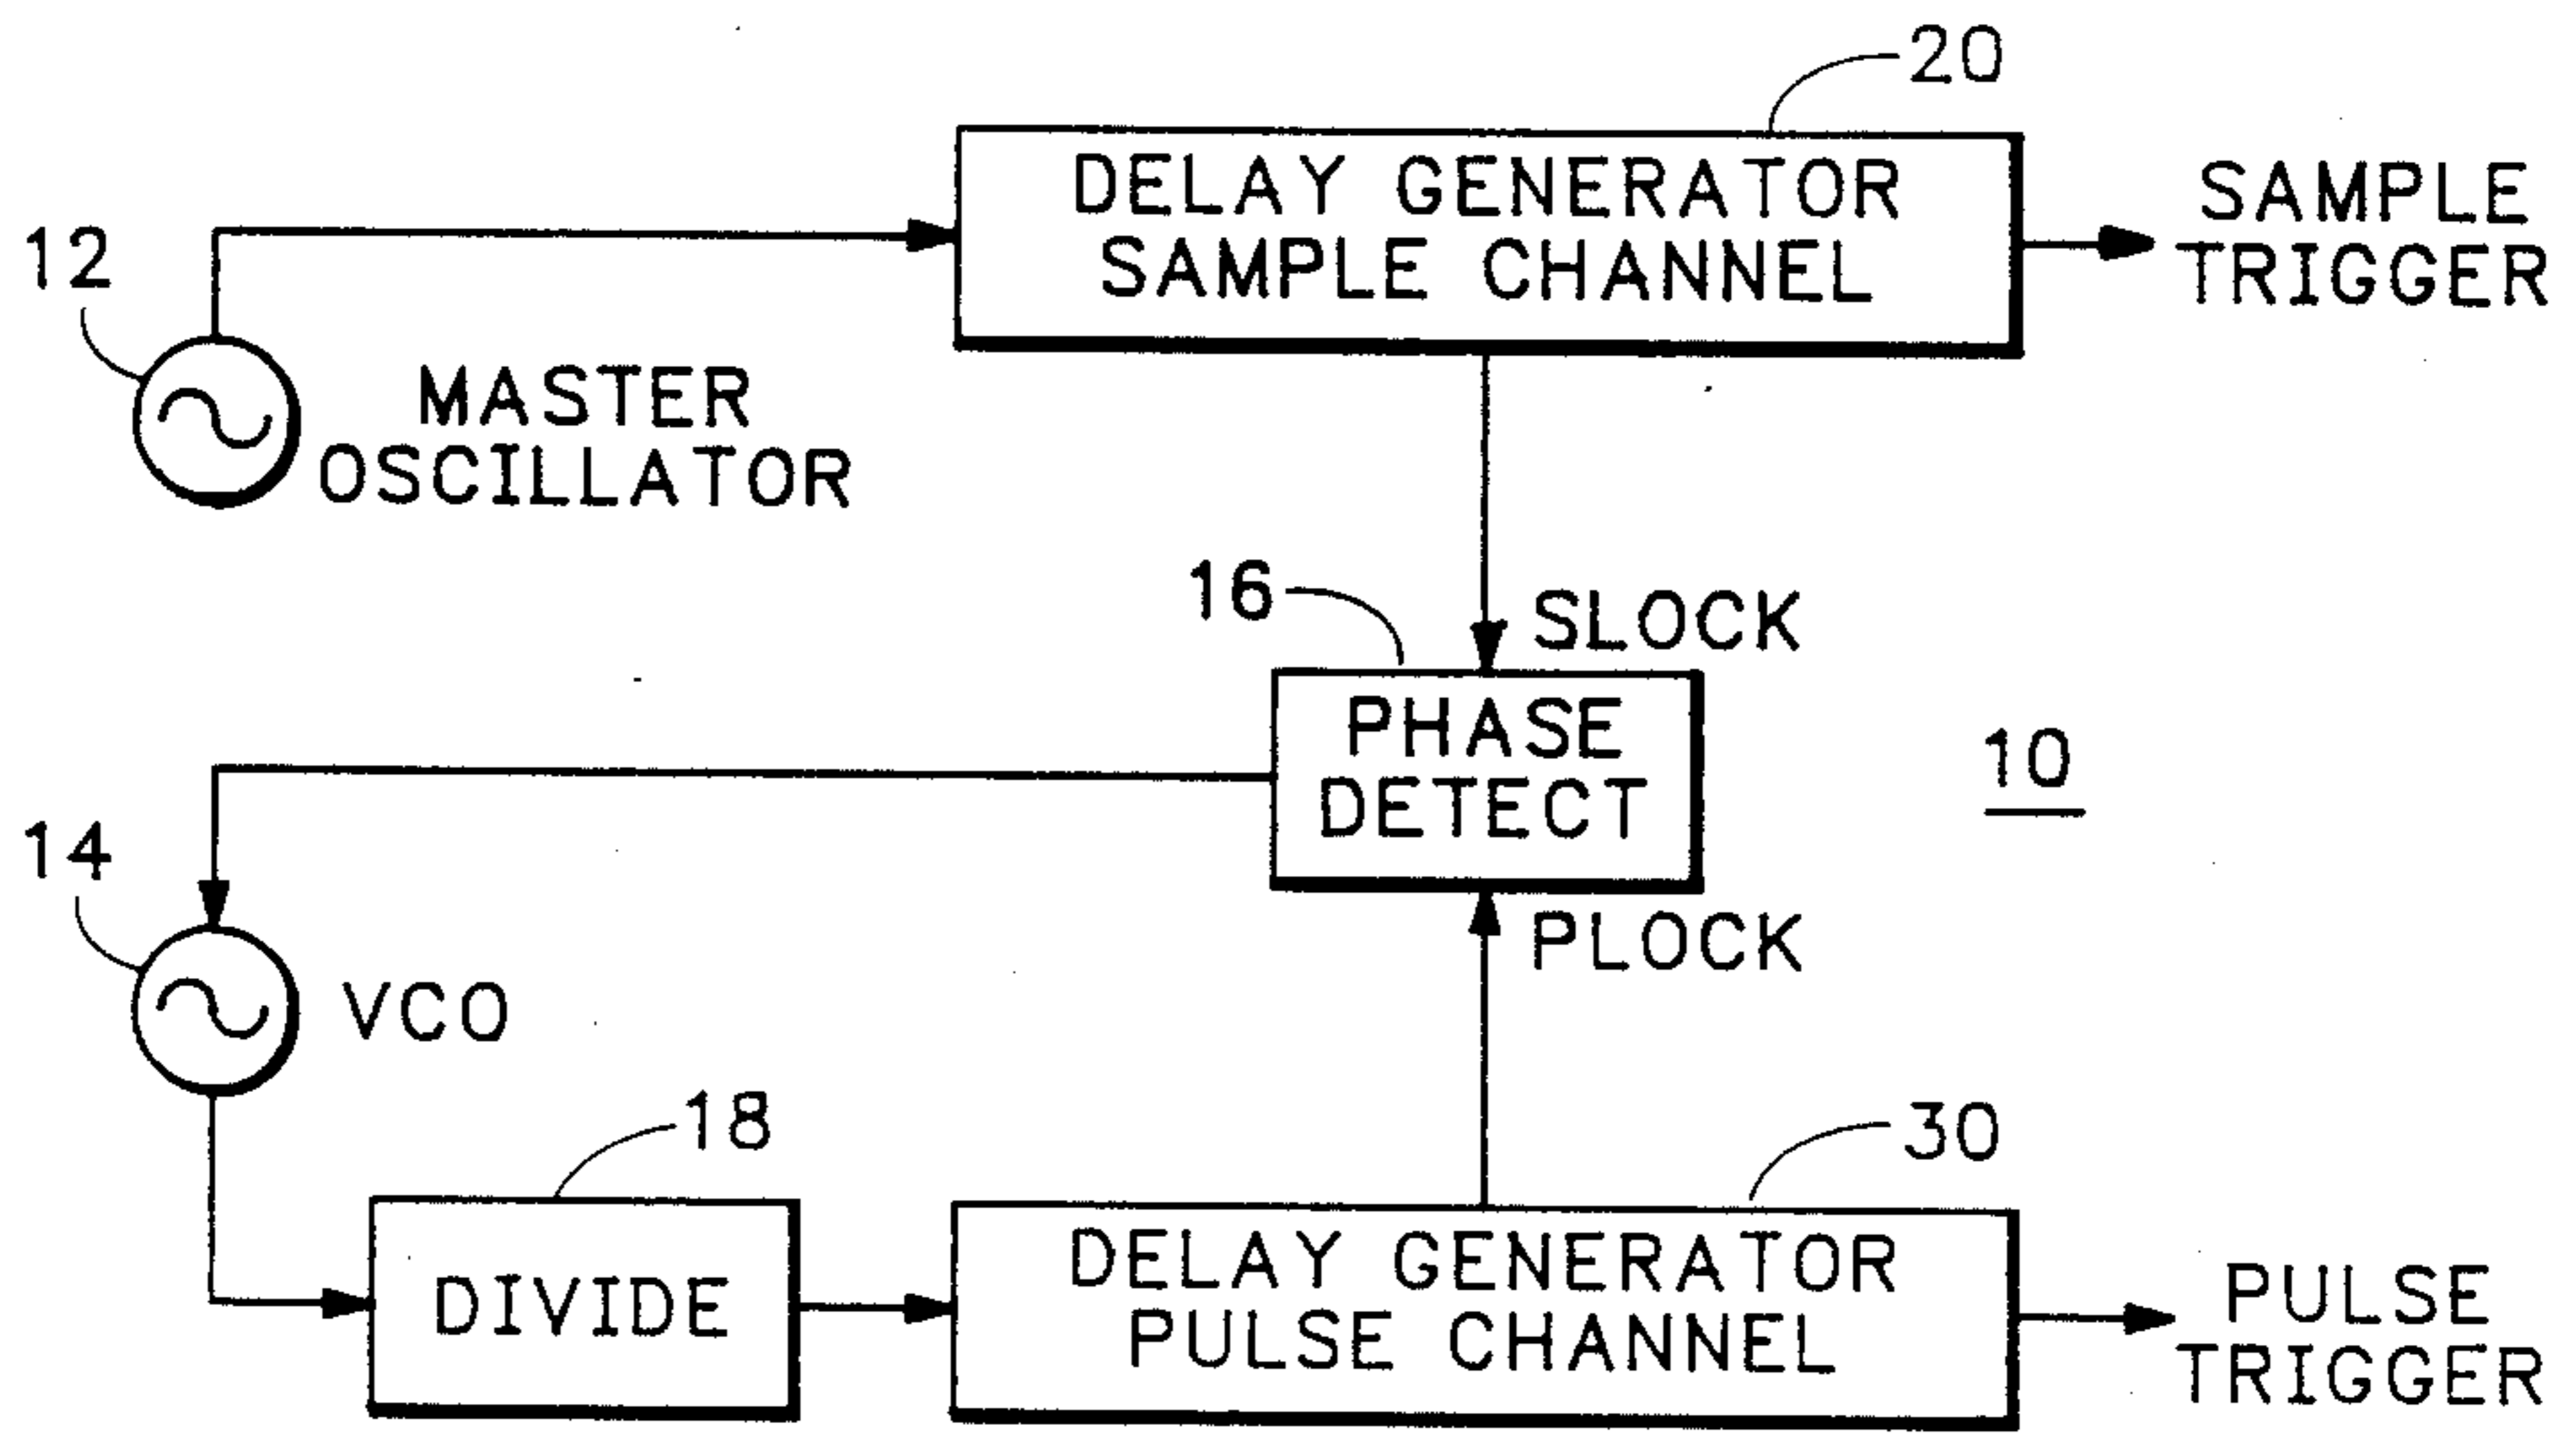 20
DELAY GENERATOR
SAMPLE CHANNEL
SAMPLE
TRIGGER
12
MASTER
OSCILLATOR
16
SLOCK
PHASE
DETECT
10
14
PLOCK
VCO
18
30
DIVIDE
DELAY GENERATOR
PULSE CHANNEL
PULSE
TRIGGER